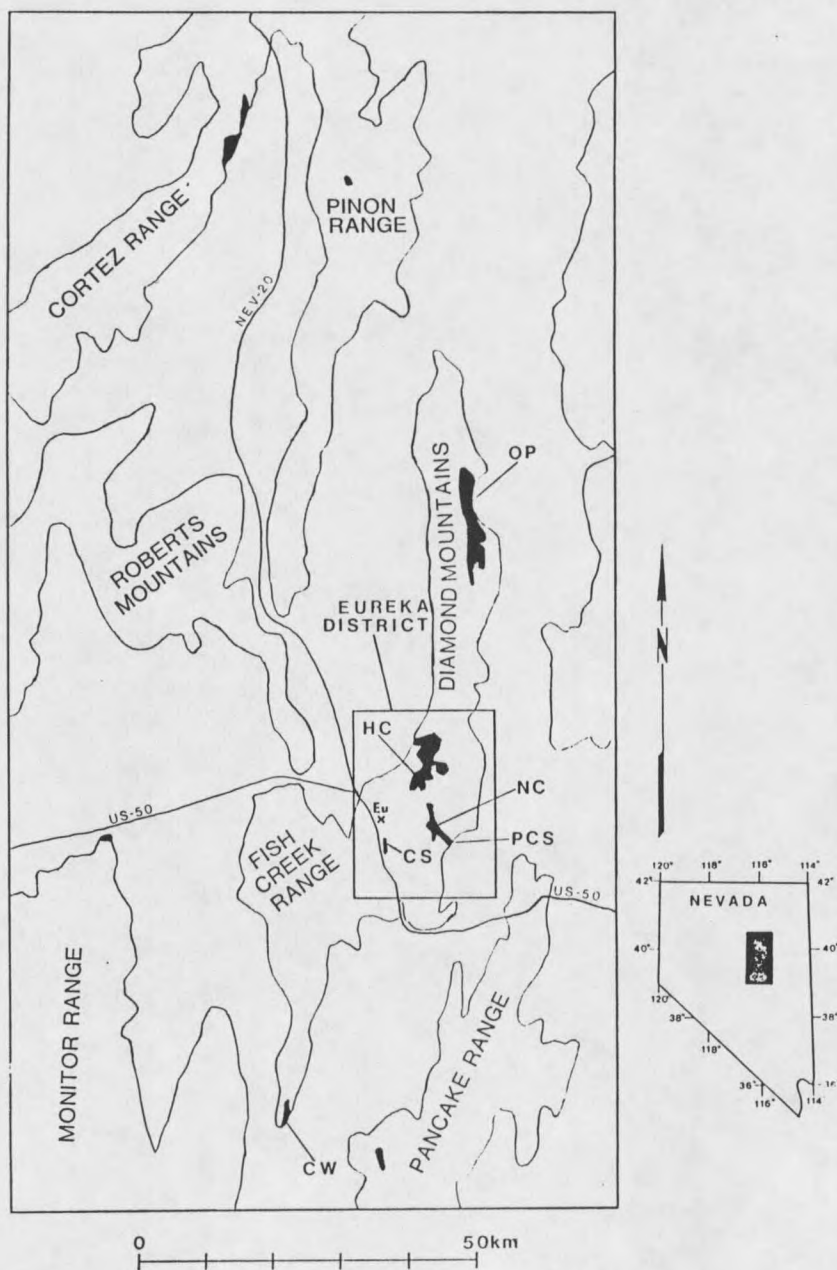 PINON
RANGE
CORTEZ RANGE
NEV-20
OP
DIAMOND MOUNTAINS
ROBERTS
MOUNTAINS
EUREKA
DISTRICT
HC
NC
Eu
x
US-50
CS
PCS
FISH
CREEK
RANGE
US-50
MONITOR RANGE
PANCAKE RANGE
CW
0 50km
N
120° 118° 116° 114°
42° 42°
NEVADA
40° 40°
120°
38° 38°
118°
36° 36°
116° 114°